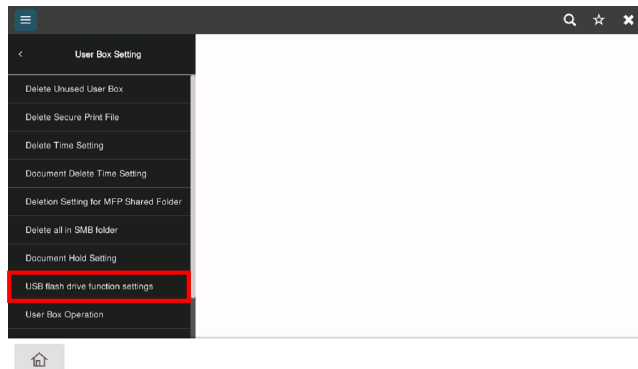 User Box Setting
Delete Unused User Box
Delete Secure Print File
Delete Time Setting
Document Delete Time Setting
Deletion Setting for MFP Shared Folder
Delete all in SMB folder
Document Hold Setting
USB flash drive function settings
User Box Operation